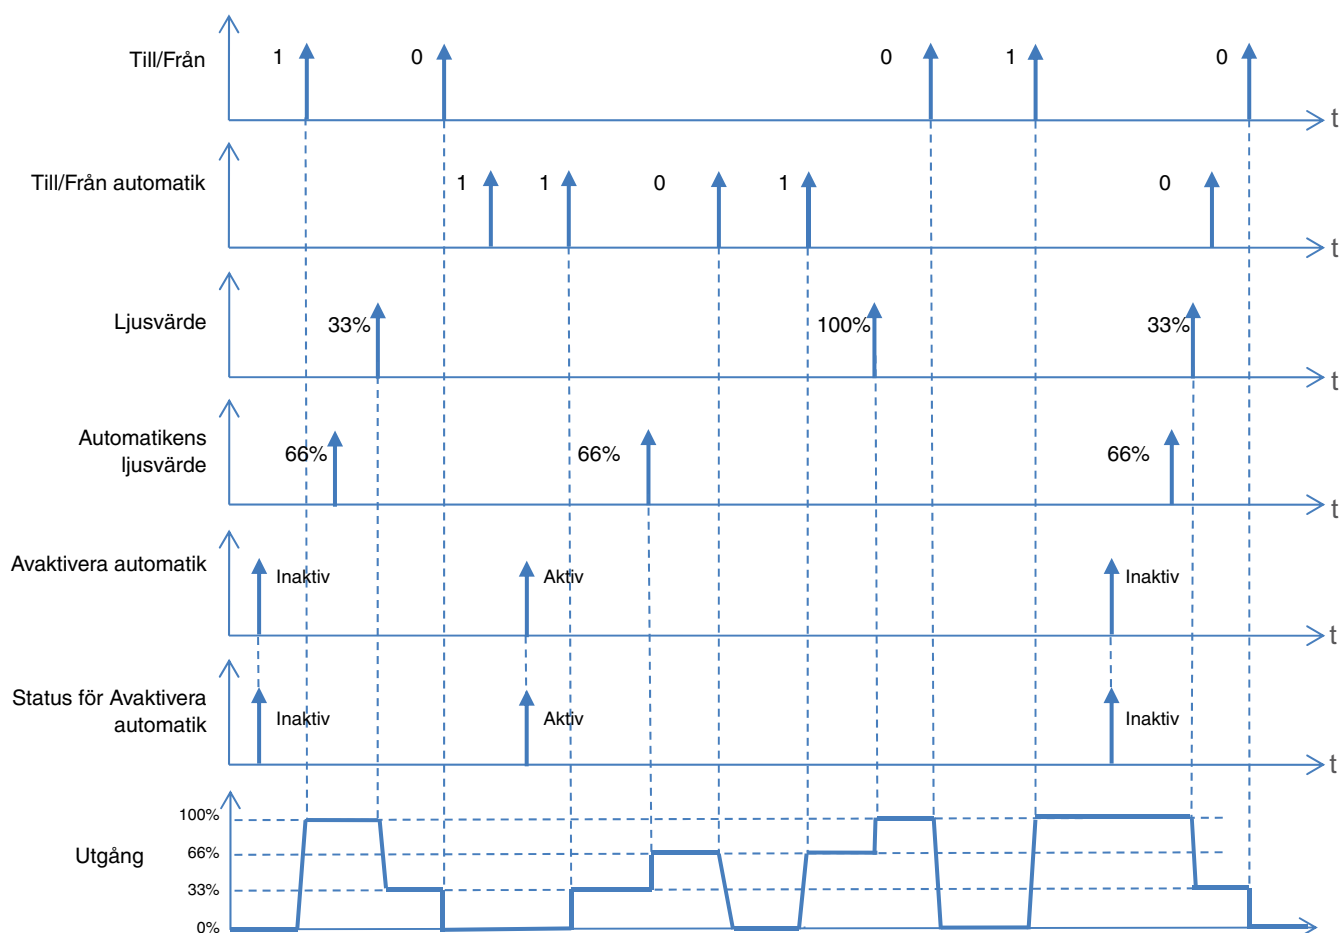 Till/Från
1
0
0
1
0
t
Till/Från automatik
1
1
0
1
0
t
Ljusvärde
33%
100%
33%
t
Automatikens
ljusvärde
66%
66%
66%
t
Avaktivera automatik
Inaktiv
Aktiv
Inaktiv
t
Status för Avaktivera
automatik
Inaktiv
Aktiv
Inaktiv
t
Utgång
100%
66%
33%
0%